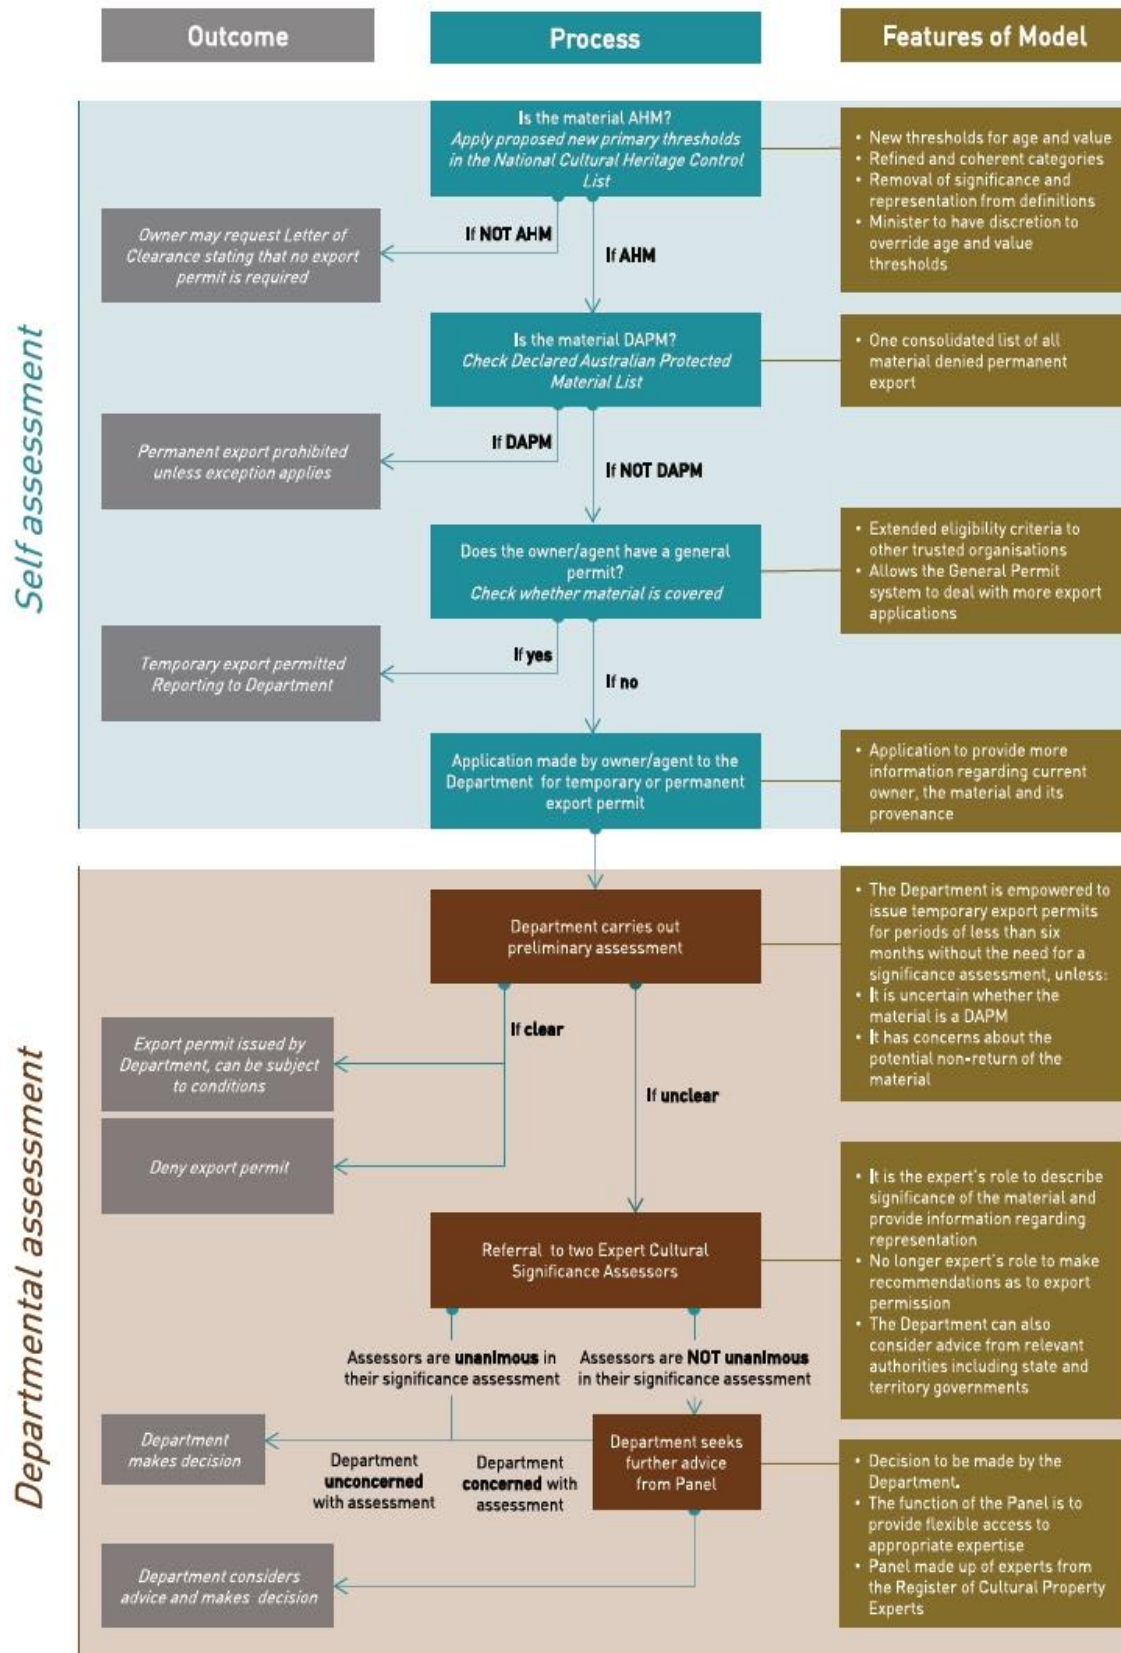 Outcome
Process
Features of Model
Self assessment
Is the material AHM?
Apply proposed new primary thresholds
in the National Cultural Heritage Control
List
• New thresholds for age and value
• Refined and coherent categories
• Removal of significance and
representation from definitions
• Minister to have discretion to
override age and value
thresholds
If NOT AHM
Owner may request Letter of
Clearance stating that no export
permit is required
If AHM
Is the material DAPM?
Check Declared Australian Protected
Material List
• One consolidated list of all
material denied permanent
export
If DAPM
Permanent export prohibited
unless exception applies
If NOT DAPM
Does the owner/agent have a general
permit?
Check whether material is covered
• Extended eligibility criteria to
other trusted organisations
• Allows the General Permit
system to deal with more export
applications
If yes
Temporary export permitted
Reporting to Department
If no
Application made by owner/agent to the
Department for temporary or permanent
export permit
• Application to provide more
information regarding current
owner, the material and its
provenance
Departmental assessment
Department carries out
preliminary assessment
• The Department is empowered to
issue temporary export permits
for periods of less than six
months without the need for a
significance assessment, unless:
• It is uncertain whether the
material is a DAPM
• It has concerns about the
potential non-return of the
material
If clear
Export permit issued by
Department, can be subject
to conditions
Deny export permit
If unclear
Referral to two Expert Cultural
Significance Assessors
• It is the expert's role to describe
significance of the material and
provide information regarding
representation
• No longer expert's role to make
recommendations as to export
permission
• The Department can also
consider advice from relevant
authorities including state and
territory governments
Assessors are unanimous in
their significance assessment
Assessors are NOT unanimous
in their significance assessment
Department
makes decision
Department
unconcerned
with assessment
Department
concerned with
assessment
Department seeks
further advice
from Panel
• Decision to be made by the
Department.
• The function of the Panel is to
provide flexible access to
appropriate expertise
• Panel made up of experts from
the Register of Cultural Property
Experts
Department considers
advice and makes decision